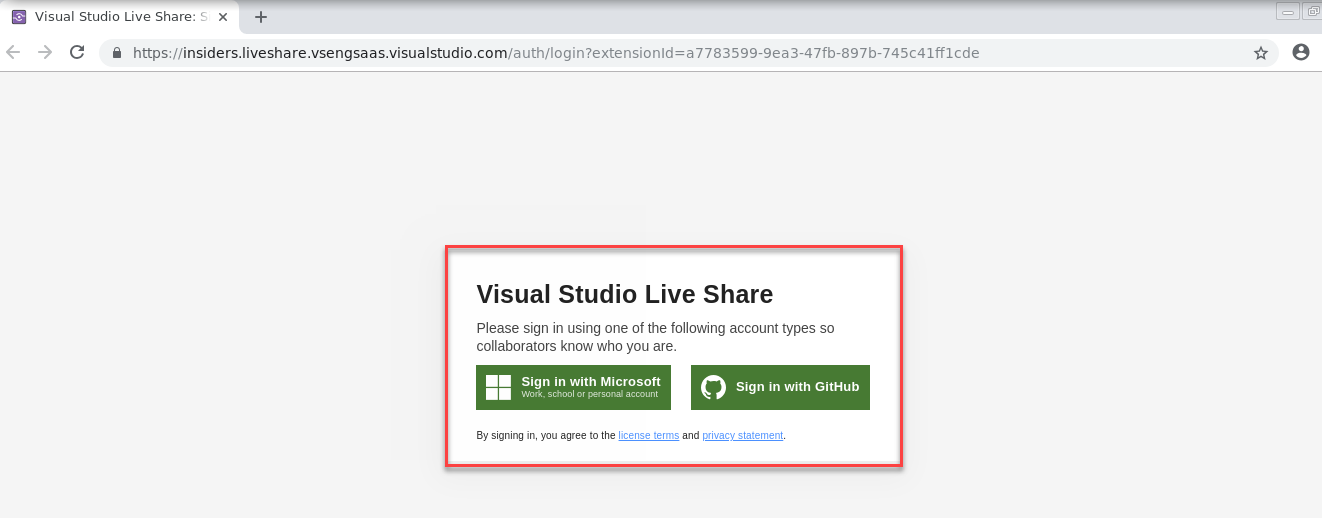 Visual Studio Live Share: S
https://insiders.liveshare.vsengsaas.visualstudio.com/auth/login?extensionId=a7783599-9ea3-47fb-897b-745c41ff1cde
Visual Studio Live Share
Please sign in using one of the following account types so
collaborators know who you are.
Sign in with Microsoft
Work, school or personal account
Sign in with GitHub
By signing in, you agree to the license terms and privacy statement.